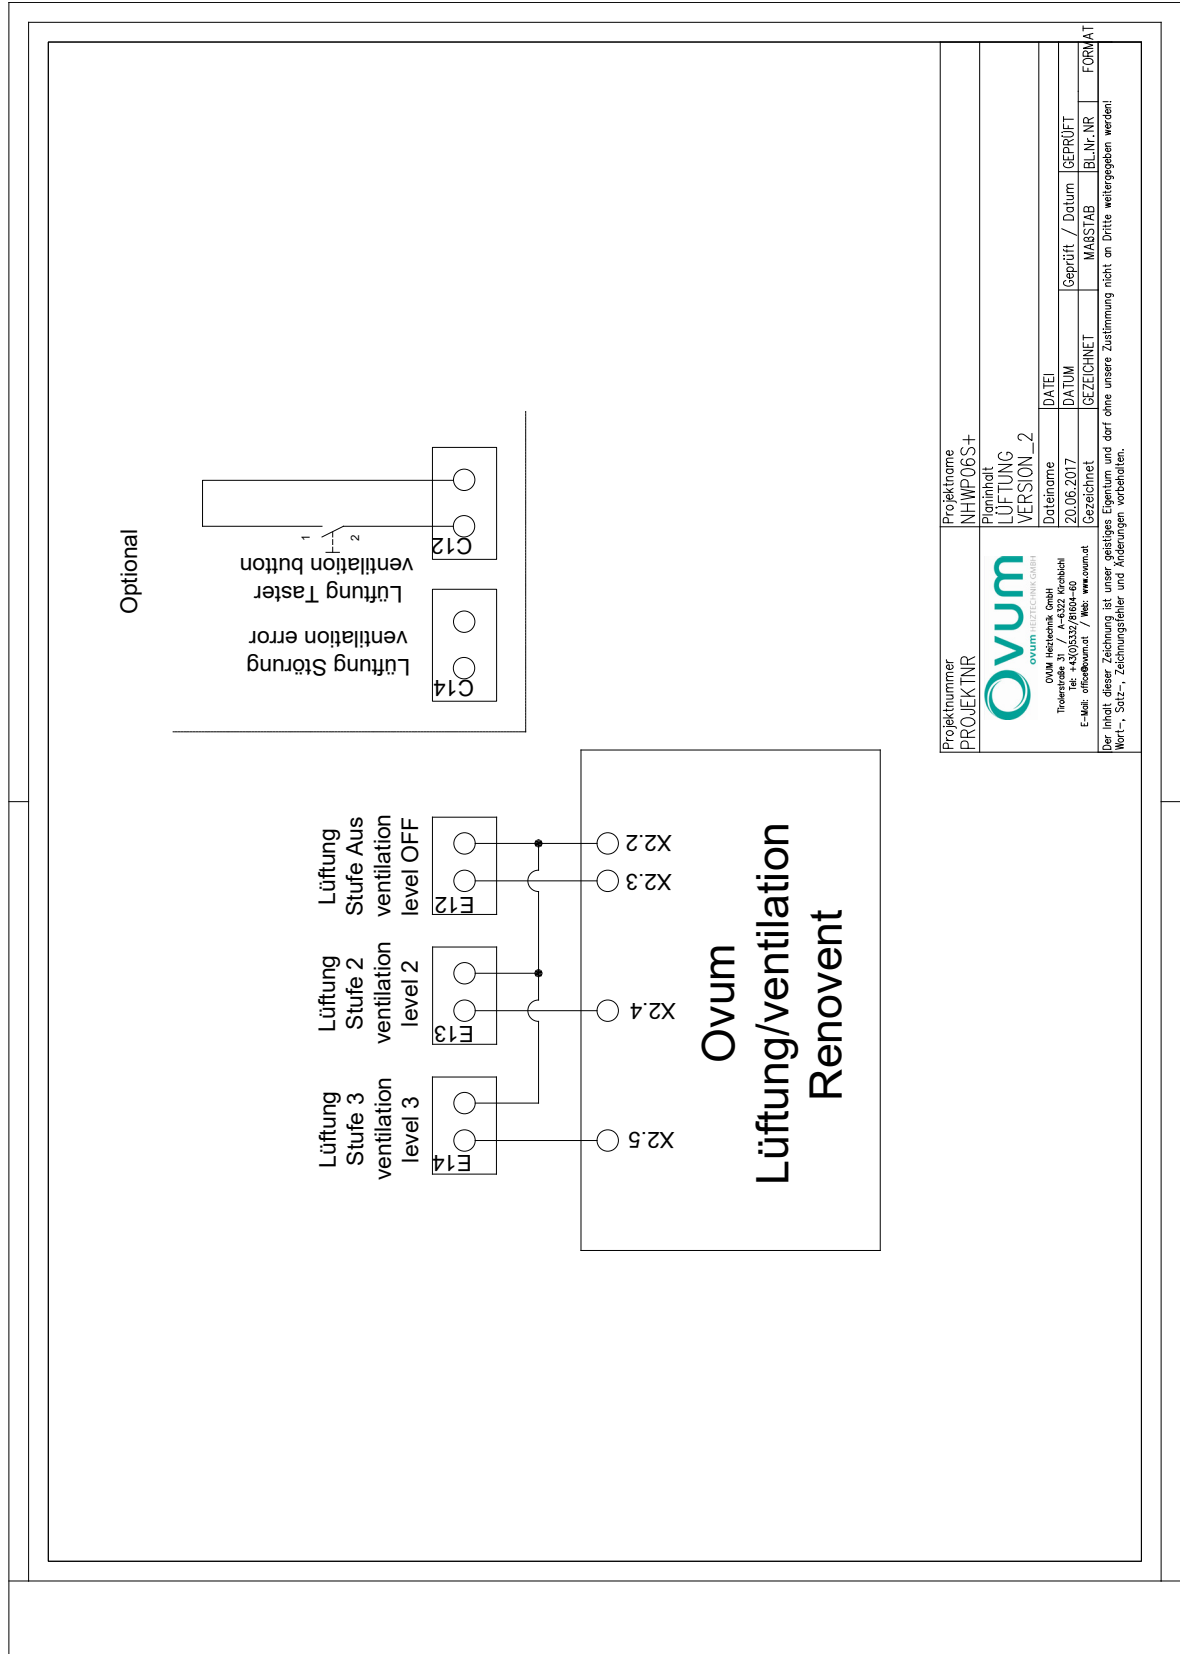 Optional
Lüftung Störung
ventilation error
Lüftung Taster
ventilation button
1
2
C14
C12
Lüftung
Stufe 3
ventilation
level 3
Lüftung
Stufe 2
ventilation
level 2
Lüftung
Stufe Aus
ventilation
level OFF
E14
E13
E12
X2.5
X2.4
X2.3
X2.2
Ovum
Lüftung/ventilation
Renovent
Projektnummer
PROJEKTNR
Projektname
NHWP06S+
Planinhalt
LÜFTUNG
VERSION_2
Ovum
ovum HEIZTECHNIK GMBH
OVUM Heiztechnik GmbH
Tirolerstraße 31 / A-6322 Kirchbichl
Tel: +43(0)5332/81604-60
E-Mail: office@ovum.at / Web: www.ovum.at
Dateiname DATEI
20.06.2017 DATUM Geprüft / Datum GEPRÜFT
Gezeichnet GEZEICHNET MAßSTAB BL.Nr.NR FORMAT
Der Inhalt dieser Zeichnung ist unser geistiges Eigentum und darf ohne unsere Zustimmung nicht an Dritte weitergegeben werden!
Wort-, Satz-, Zeichnungsfehler und Änderungen vorbehalten.